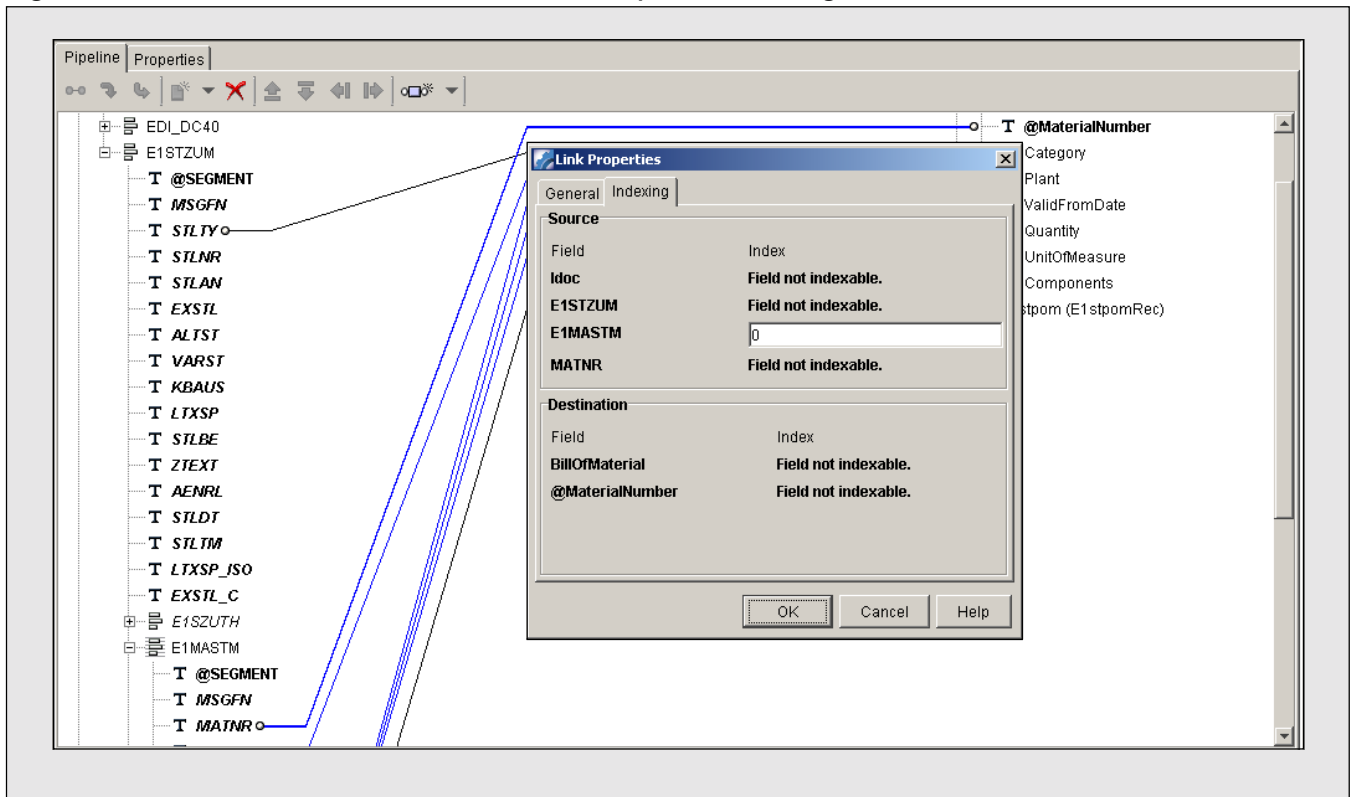 Pipeline Properties
EDI_DC40
E1STZUM
T @SEGMENT
T MSGFN
T STLTY
T STLNR
T STLAN
T EXSTL
T ALTST
T VARST
T KBAUS
T LTXSP
T STLBE
T ZTEXT
T AENRL
T STLDT
T STLTM
T LTXSP_ISO
T EXSTL_C
E1SZUTH
E1MASTM
T @SEGMENT
T MSGFN
T MATNR
Link Properties
General Indexing
Source
Field Index
Idoc Field not indexable.
E1STZUM Field not indexable.
E1MASTM 0
MATNR Field not indexable.
Destination
Field Index
BillOfMaterial Field not indexable.
@MaterialNumber Field not indexable.
OK Cancel Help
T @MaterialNumber
Category
Plant
ValidFromDate
Quantity
UnitOfMeasure
Components
stpom (E1stpomRec)